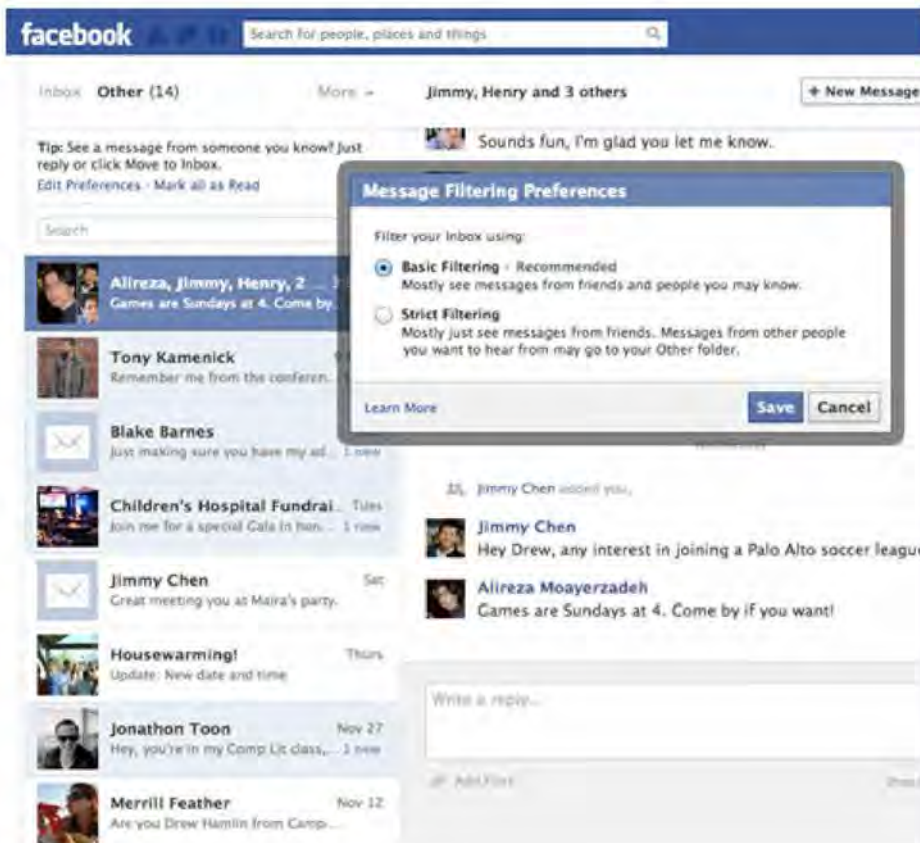 facebook
Search for people, places and things
Inbox Other (14) More
Jimmy, Henry and 3 others
+ New Message
Tip: See a message from someone you know? Just
reply or click Move to Inbox.
Edit Preferences · Mark all as Read
Search
Alireza, Jimmy, Henry, 2 ...
Games are Sundays at 4. Come by
Tony Kamenick
Remember me from the conferen..
Blake Barnes
Just making sure you have my ad... 1 new
Children's Hospital Fundrai.. Tues
Join me for a special Gala in hon... 1 new
Jimmy Chen Sat
Great meeting you at Maira's party.
Housewarming! Thurs
Update: New date and time
Jonathon Toon Nov 27
Hey, you're in my Comp Lit class,... 1 new
Merrill Feather Nov 12
Are you Drew Hamlin from Camp...
Sounds fun, I'm glad you let me know.
Message Filtering Preferences
Filter your Inbox using:
Basic Filtering - Recommended
Mostly see messages from friends and people you may know.
Strict Filtering
Mostly just see messages from friends. Messages from other people
you want to hear from may go to your Other folder.
Learn More Save Cancel
Jimmy Chen added you.
Jimmy Chen
Hey Drew, any interest in joining a Palo Alto soccer league
Alireza Moayerzadeh
Games are Sundays at 4. Come by if you want!
Write a reply...
Add Files